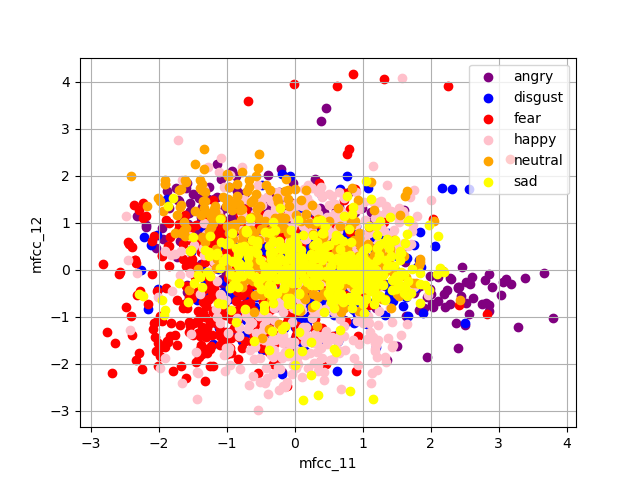 angry
disgust
fear
happy
neutral
sad
4
3
2
1
0
−1
−2
−3
mfcc_12
−3 −2 −1 0 1 2 3 4
mfcc_11